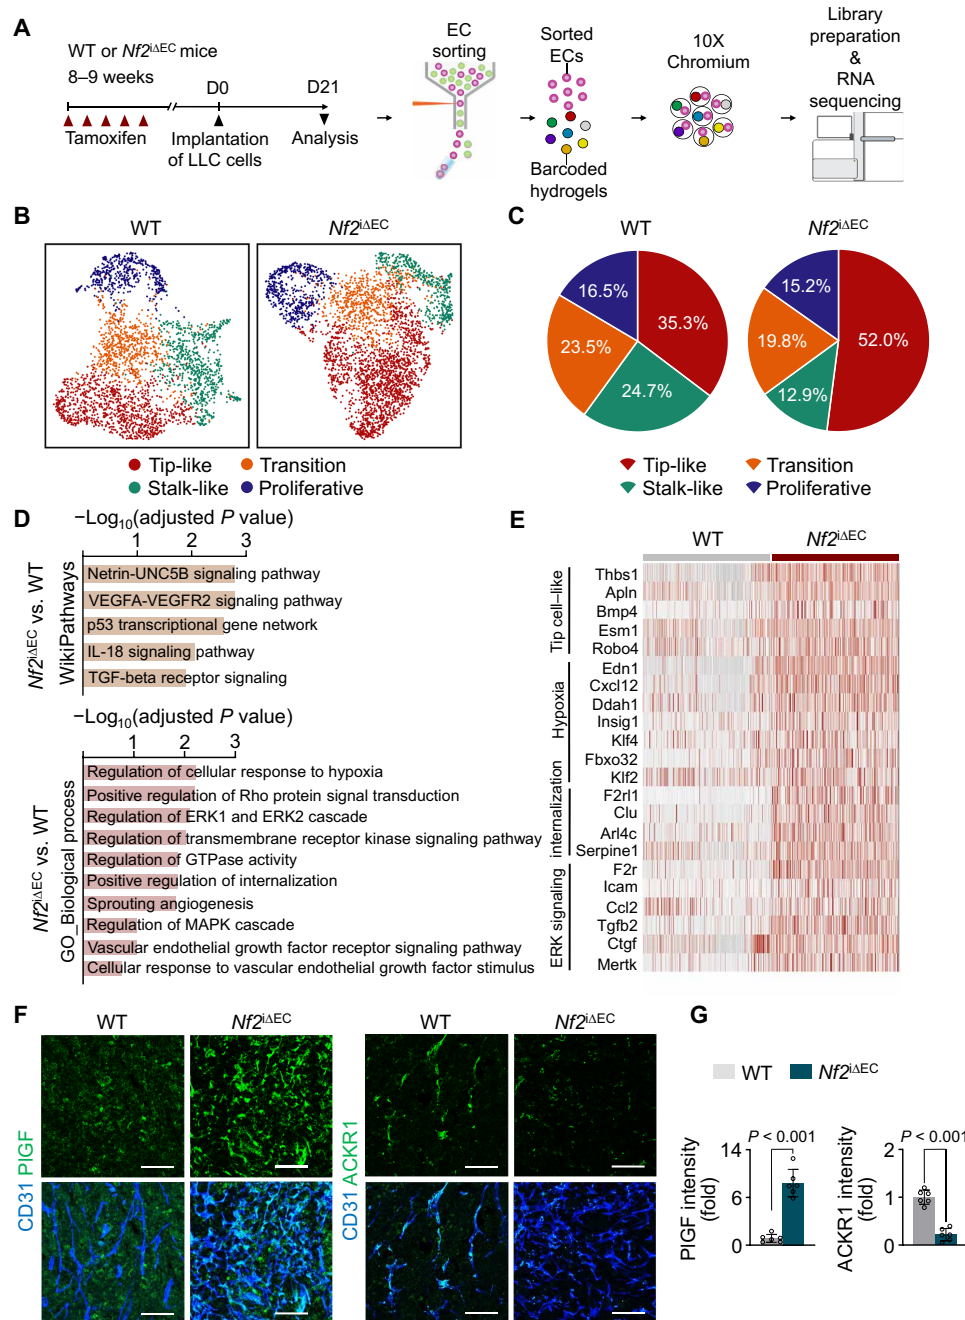 A
WT or Nf2iΔEC mice
8–9 weeks
D0
D21
Tamoxifen
Implantation
of LLC cells
Analysis
EC
sorting
Sorted
ECs
Barcoded
hydrogels
10X
Chromium
Library
preparation
&
RNA
sequencing
B
WT
Nf2iΔEC
Tip-like
Transition
Stalk-like
Proliferative
C
WT
Nf2iΔEC
16.5%
35.3%
23.5%
24.7%
15.2%
19.8%
52.0%
12.9%
Tip-like
Transition
Stalk-like
Proliferative
D
−Log10(adjusted P value)
1 2 3
Nf2iΔEC vs. WT
WikiPathways
Netrin-UNC5B signaling pathway
VEGFA-VEGFR2 signaling pathway
p53 transcriptional gene network
IL-18 signaling pathway
TGF-beta receptor signaling
−Log10(adjusted P value)
1 2 3
Nf2iΔEC vs. WT
GO_Biological process
Regulation of cellular response to hypoxia
Positive regulation of Rho protein signal transduction
Regulation of ERK1 and ERK2 cascade
Regulation of transmembrane receptor kinase signaling pathway
Regulation of GTPase activity
Positive regulation of internalization
Sprouting angiogenesis
Regulation of MAPK cascade
Vascular endothelial growth factor receptor signaling pathway
Cellular response to vascular endothelial growth factor stimulus
E
WT
Nf2iΔEC
Tip cell–like
Thbs1
Apln
Bmp4
Esm1
Robo4
Hypoxia
Edn1
Cxcl12
Ddah1
Insig1
Klf4
Fbxo32
Klf2
internalization
F2rl1
Clu
Arl4c
Serpine1
ERK signaling
F2r
Icam
Ccl2
Tgfb2
Ctgf
Mertk
F
WT
Nf2iΔEC
WT
Nf2iΔEC
CD31 PlGF
CD31 ACKR1
G
WT
Nf2iΔEC
PlGF intensity
(fold)
14
6
0
P < 0.001
ACKR1 intensity
(fold)
2
1
0
P < 0.001